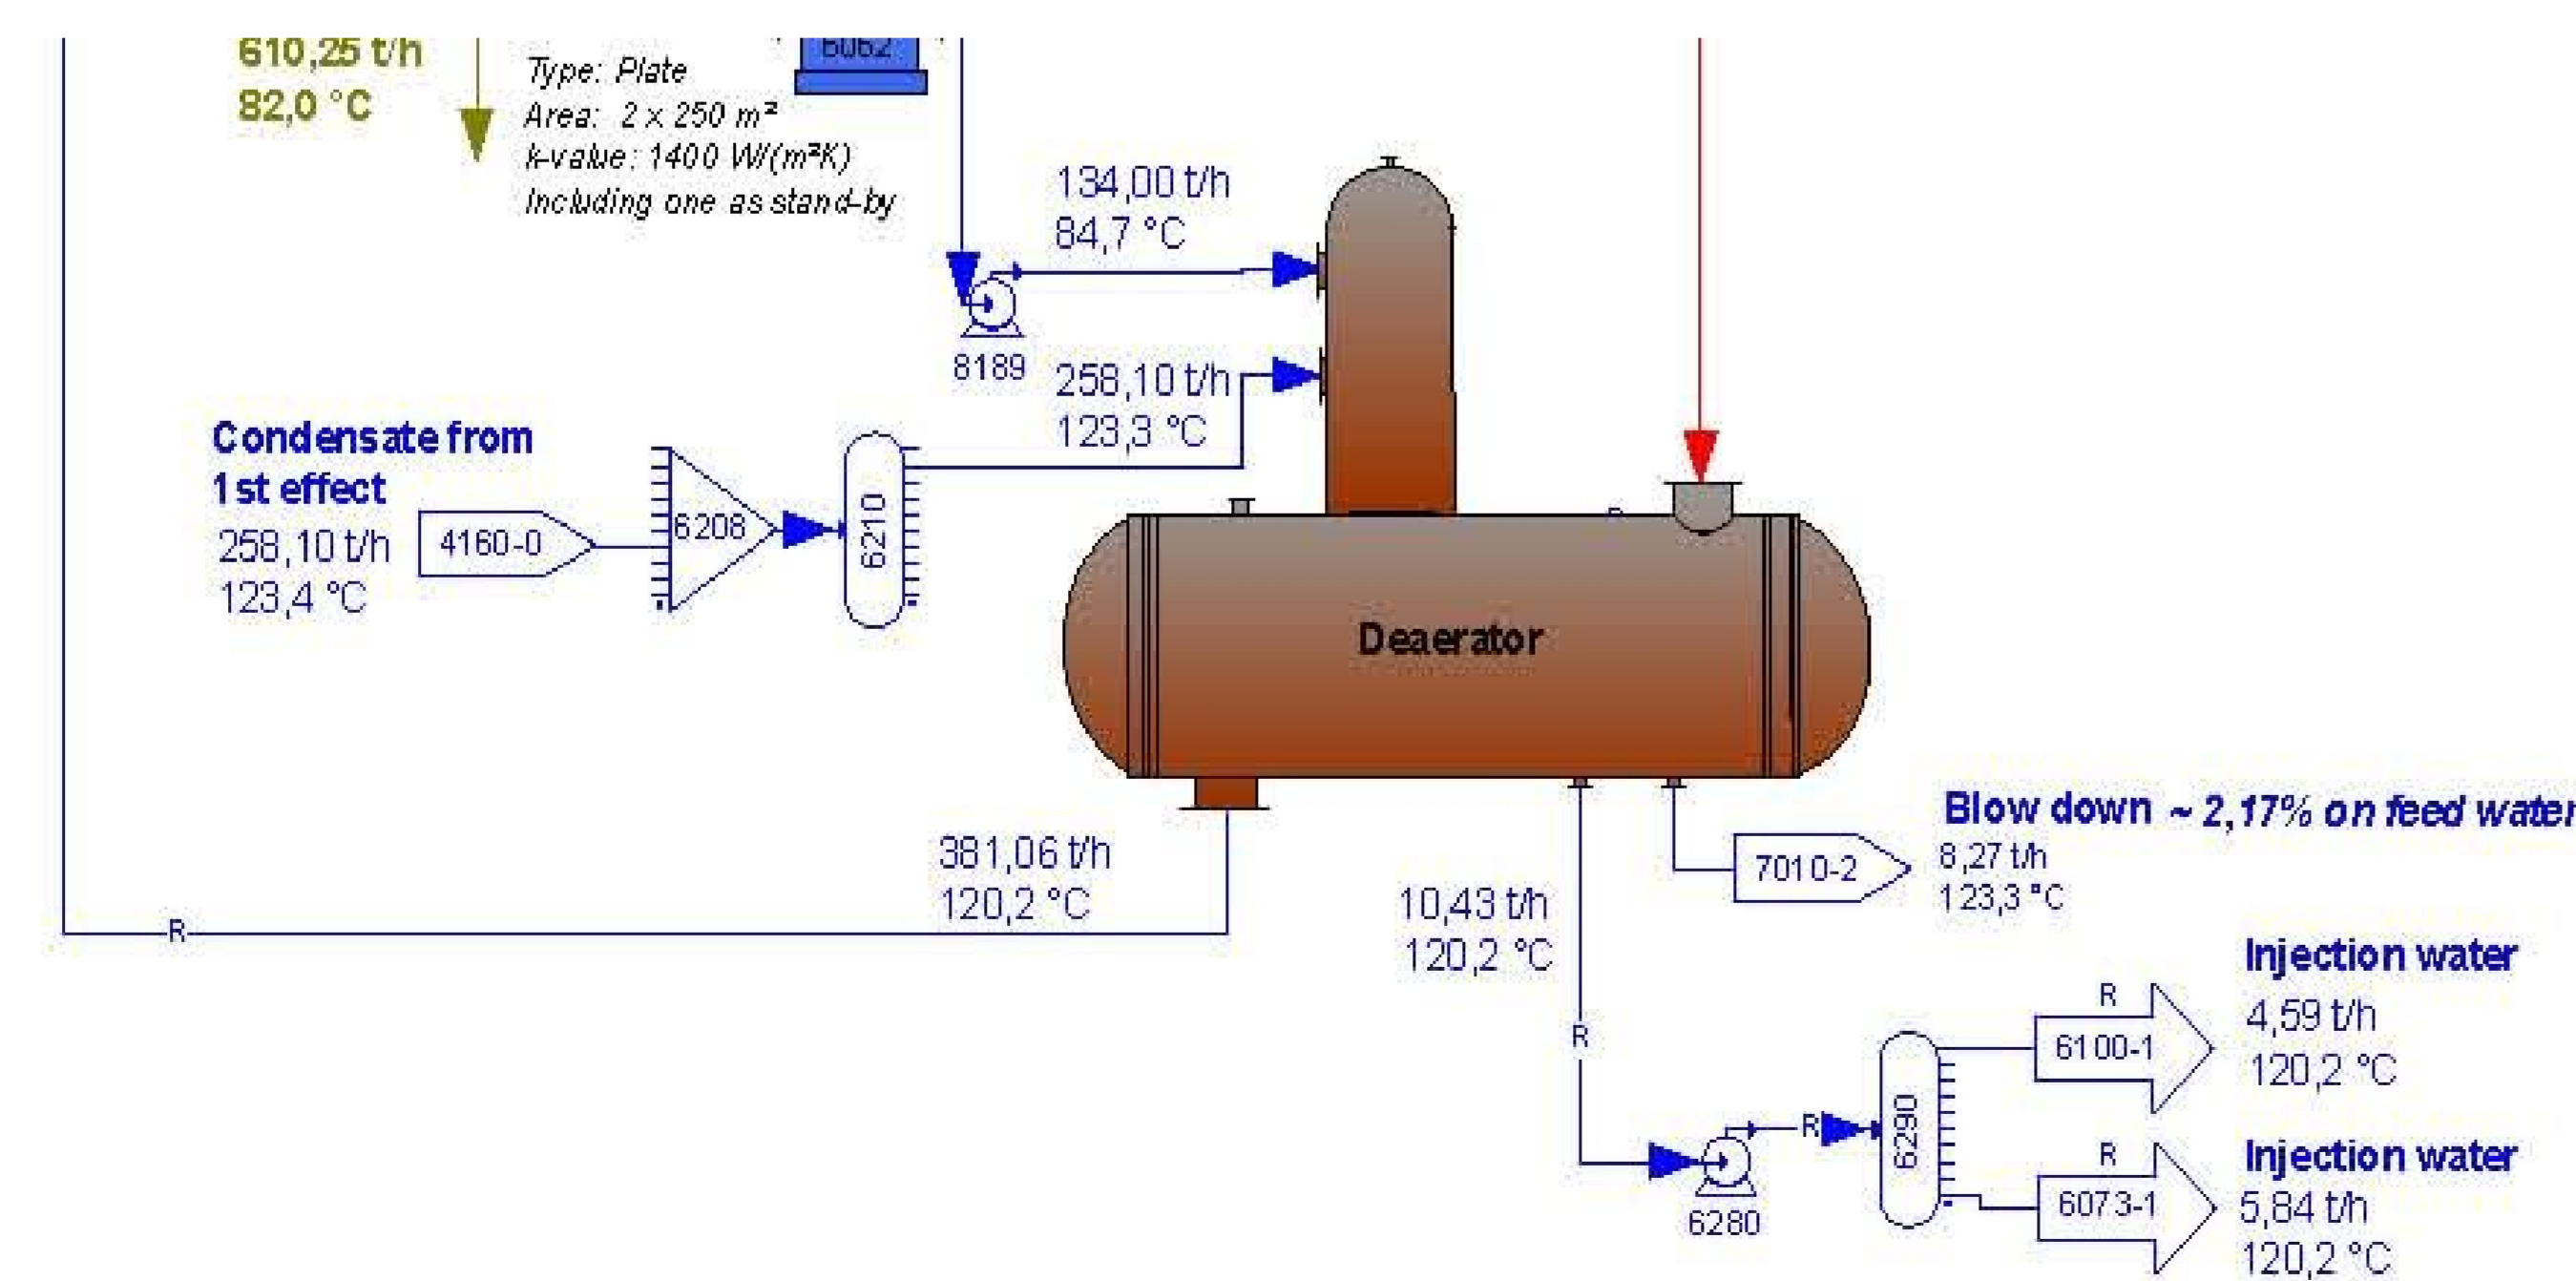 610,25 t/h
82,0 °C
Type: Plate
Area: 2 x 250 m²
k-value: 1400 W/(m²K)
Including one as stand-by
6062
134,00 t/h
84,7 °C
8189
258,10 t/h
123,3 °C
Condensate from
1st effect
258,10 t/h
123,4 °C
4160-0
6208
6210
Deaerator
381,06 t/h
120,2 °C
R
10,43 t/h
120,2 °C
R
Blow down ~ 2,17% on feed water
8,27 t/h
123,3 °C
7010-2
Injection water
4,59 t/h
120,2 °C
R
6100-1
R
6290
6280
Injection water
5,84 t/h
120,2 °C
R
6073-1